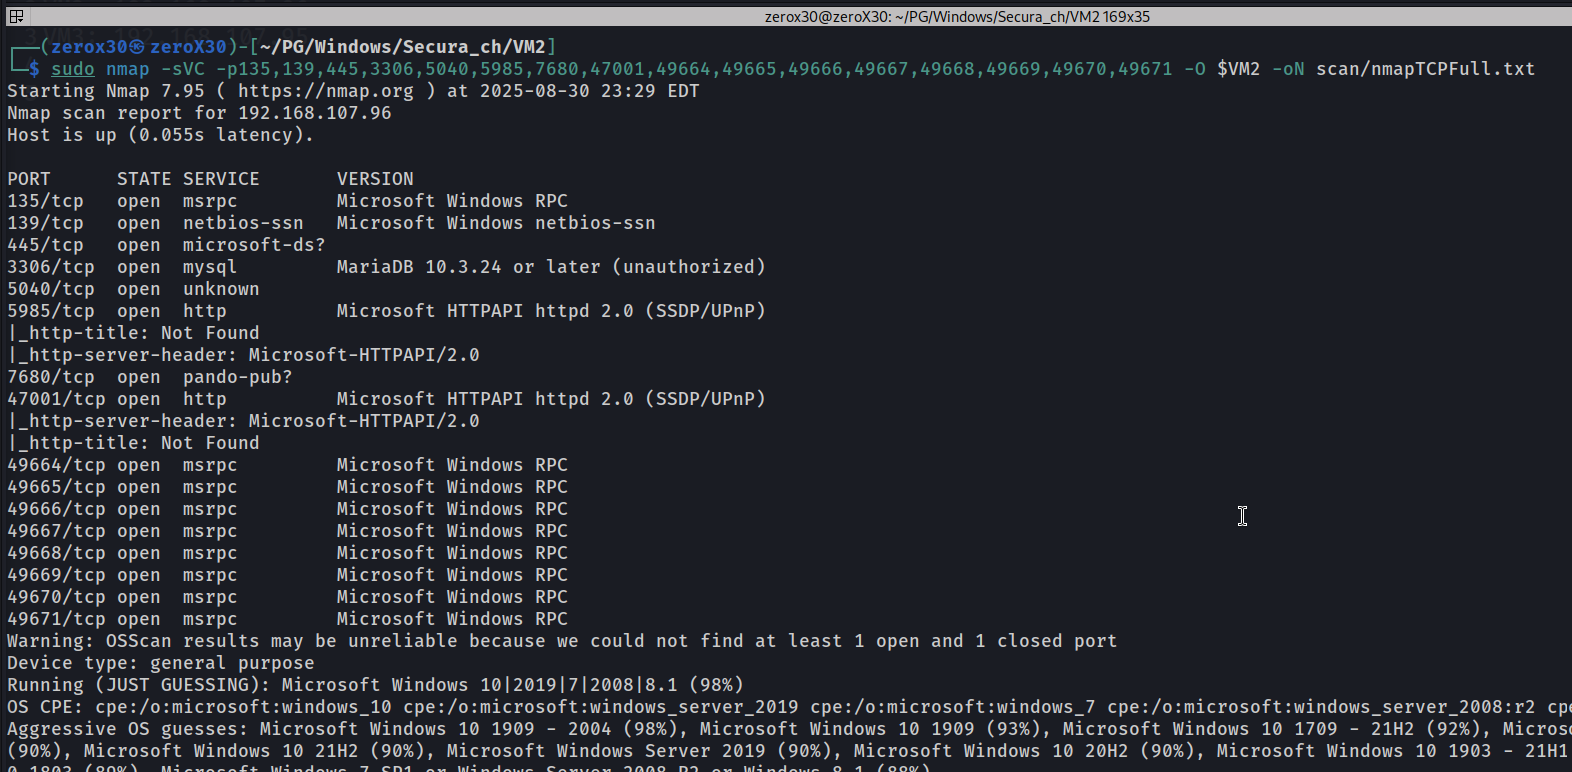 zerox30@zeroX30: ~/PG/Windows/Secura_ch/VM2 169x35
┌──(zerox30㉿zeroX30)-[~/PG/Windows/Secura_ch/VM2]
└─$ sudo nmap -sVC -p135,139,445,3306,5040,5985,7680,47001,49664,49665,49666,49667,49668,49669,49670,49671 -O $VM2 -oN scan/nmapTCPFull.txt
Starting Nmap 7.95 ( https://nmap.org ) at 2025-08-30 23:29 EDT
Nmap scan report for 192.168.107.96
Host is up (0.055s latency).
PORT      STATE SERVICE       VERSION
135/tcp   open  msrpc         Microsoft Windows RPC
139/tcp   open  netbios-ssn   Microsoft Windows netbios-ssn
445/tcp   open  microsoft-ds?
3306/tcp  open  mysql         MariaDB 10.3.24 or later (unauthorized)
5040/tcp  open  unknown
5985/tcp  open  http          Microsoft HTTPAPI httpd 2.0 (SSDP/UPnP)
|_http-title: Not Found
|_http-server-header: Microsoft-HTTPAPI/2.0
7680/tcp  open  pando-pub?
47001/tcp open  http          Microsoft HTTPAPI httpd 2.0 (SSDP/UPnP)
|_http-server-header: Microsoft-HTTPAPI/2.0
|_http-title: Not Found
49664/tcp open  msrpc         Microsoft Windows RPC
49665/tcp open  msrpc         Microsoft Windows RPC
49666/tcp open  msrpc         Microsoft Windows RPC
49667/tcp open  msrpc         Microsoft Windows RPC
49668/tcp open  msrpc         Microsoft Windows RPC
49669/tcp open  msrpc         Microsoft Windows RPC
49670/tcp open  msrpc         Microsoft Windows RPC
49671/tcp open  msrpc         Microsoft Windows RPC
Warning: OSScan results may be unreliable because we could not find at least 1 open and 1 closed port
Device type: general purpose
Running (JUST GUESSING): Microsoft Windows 10|2019|7|2008|8.1 (98%)
OS CPE: cpe:/o:microsoft:windows_10 cpe:/o:microsoft:windows_server_2019 cpe:/o:microsoft:windows_7 cpe:/o:microsoft:windows_server_2008:r2 cpe
Aggressive OS guesses: Microsoft Windows 10 1909 - 2004 (98%), Microsoft Windows 10 1909 (93%), Microsoft Windows 10 1709 - 21H2 (92%), Micros
(90%), Microsoft Windows 10 21H2 (90%), Microsoft Windows Server 2019 (90%), Microsoft Windows 10 20H2 (90%), Microsoft Windows 10 1903 - 21H1
Microsoft Windows 7 SP1 or Windows Server 2008 R2 or Windows 8.1 (88%)